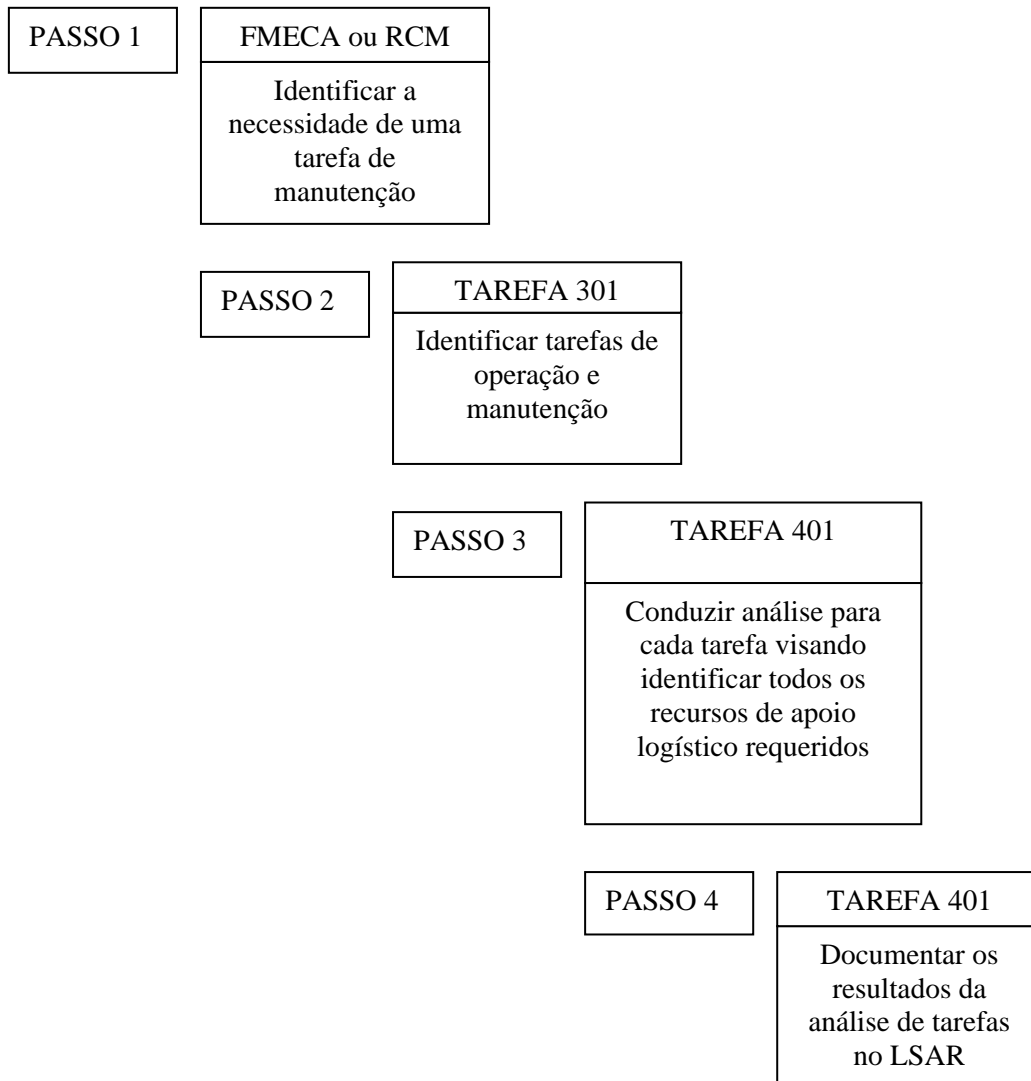 PASSO 1
FMECA ou RCM
Identificar a
necessidade de uma
tarefa de
manutenção
PASSO 2
TAREFA 301
Identificar tarefas de
operação e
manutenção
PASSO 3
TAREFA 401
Conduzir análise para
cada tarefa visando
identificar todos os
recursos de apoio
logístico requeridos
PASSO 4
TAREFA 401
Documentar os
resultados da
análise de tarefas
no LSAR